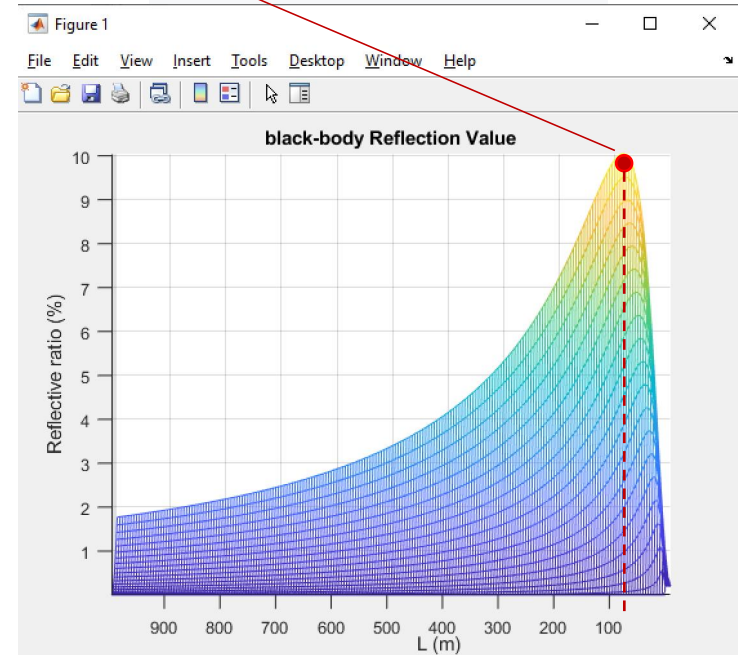 Figure 1
File Edit View Insert Tools Desktop Window Help
black-body Reflection Value
10
9
8
7
6
5
4
3
2
1
Reflective ratio (%)
900 800 700 600 500 400 300 200 100
L (m)